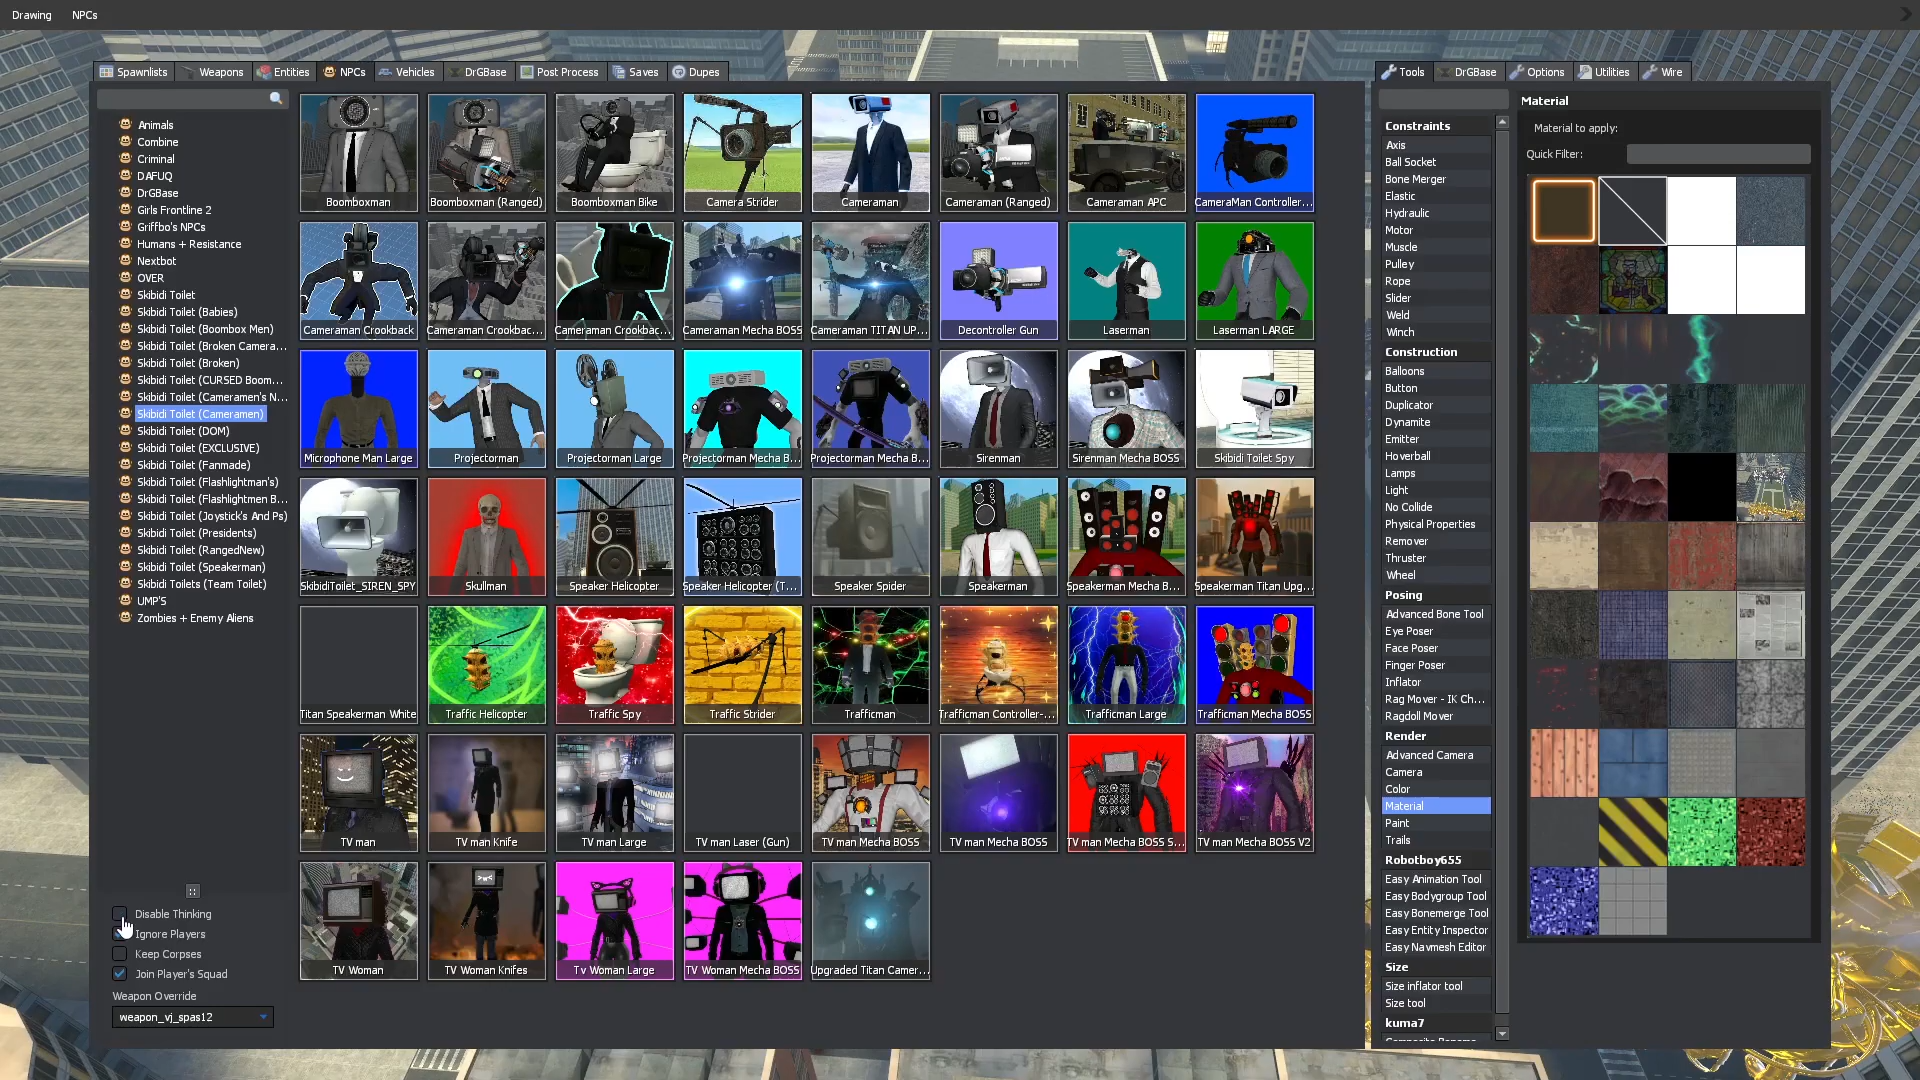 Drawing NPCs
Spawnlists Weapons Entities NPCs Vehicles DrGBase Post Process Saves Dupes
Animals
Combine
Criminal
DAFUQ
DrGBase
Girls Frontline 2
Griffbo's NPCs
Humans + Resistance
Nextbot
OVER
Skibidi Toilet
Skibidi Toilet (Babies)
Skibidi Toilet (Boombox Men)
Skibidi Toilet (Broken Camera...
Skibidi Toilet (Broken)
Skibidi Toilet (CURSED Boom...
Skibidi Toilet (Cameramen's N...
Skibidi Toilet (Cameramen)
Skibidi Toilet (DOM)
Skibidi Toilet (EXCLUSIVE)
Skibidi Toilet (Fanmade)
Skibidi Toilet (Flashlightman's)
Skibidi Toilet (Flashlightmen B...
Skibidi Toilet (Joystick's And Ps)
Skibidi Toilet (Presidents)
Skibidi Toilet (RangedNew)
Skibidi Toilet (Speakerman)
Skibidi Toilets (Team Toilet)
UMP'S
Zombies + Enemy Aliens
Disable Thinking
Ignore Players
Keep Corpses
Join Player's Squad
Weapon Override
weapon_vj_spas12
Boomboxman Boomboxman (Ranged) Boomboxman Bike Camera Strider Cameraman Cameraman (Ranged) Cameraman APC CameraMan Controller...
Cameraman Crookback Cameraman Crookbac... Cameraman Crookbac... Cameraman Mecha BOSS Cameraman TITAN UP... Decontroller Gun Laserman Laserman LARGE
Microphone Man Large Projectorman Projectorman Large Projectorman Mecha B... Projectorman Mecha B... Sirenman Sirenman Mecha BOSS Skibidi Toilet Spy
SkibidiToilet_SIREN_SPY Skullman Speaker Helicopter Speaker Helicopter (T... Speaker Spider Speakerman Speakerman Mecha B... Speakerman Titan Upg...
Titan Speakerman White Traffic Helicopter Traffic Spy Traffic Strider Trafficman Trafficman Controller-... Trafficman Large Trafficman Mecha BOSS
TV man TV man Knife TV man Large TV man Laser (Gun) TV man Mecha BOSS TV man Mecha BOSS TV man Mecha BOSS S... TV man Mecha BOSS V2
TV Woman TV Woman Knifes Tv Woman Large TV Woman Mecha BOSS Upgraded Titan Camer...
Tools DrGBase Options Utilities Wire
Constraints
Axis
Ball Socket
Bone Merger
Elastic
Hydraulic
Motor
Muscle
Pulley
Rope
Slider
Weld
Winch
Construction
Balloons
Button
Duplicator
Dynamite
Emitter
Hoverball
Lamps
Light
No Collide
Physical Properties
Remover
Thruster
Wheel
Posing
Advanced Bone Tool
Eye Poser
Face Poser
Finger Poser
Inflator
Rag Mover - IK Ch...
Ragdoll Mover
Render
Advanced Camera
Camera
Color
Material
Paint
Trails
Robotboy655
Easy Animation Tool
Easy Bodygroup Tool
Easy Bonemerge Tool
Easy Entity Inspector
Easy Navmesh Editor
Size
Size inflator tool
Size tool
kuma7
Material
Material to apply:
Quick Filter: